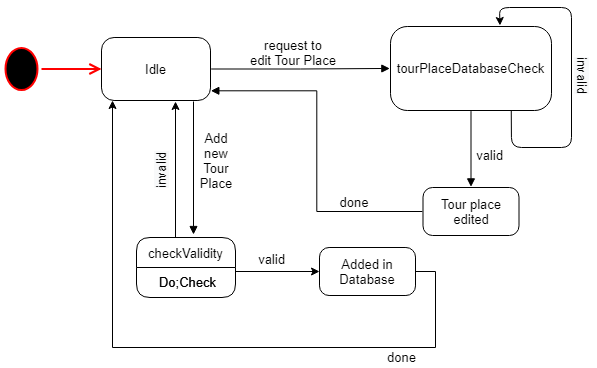 Idle
request to
edit Tour Place
tourPlaceDatabaseCheck
invalid
valid
Tour place
edited
done
Add
new
Tour
Place
invalid
checkValidity
Do;Check
valid
Added in
Database
done